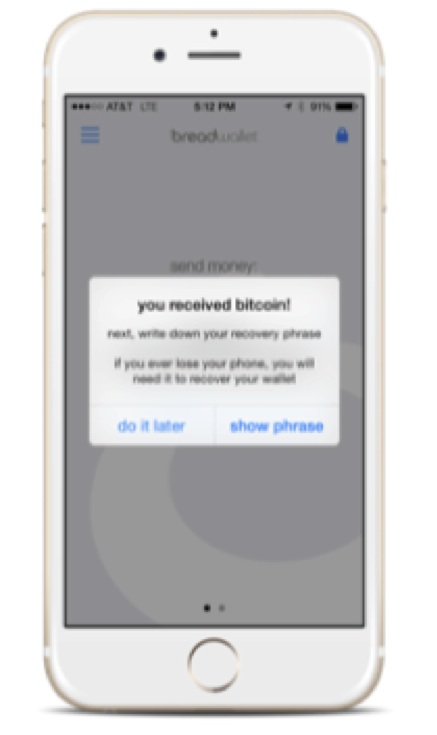 AT&T LTE 5:12 PM 91%
breadwallet
send money:
you received bitcoin!
next, write down your recovery phrase
if you ever lose your phone, you will
need it to recover your wallet
do it later show phrase